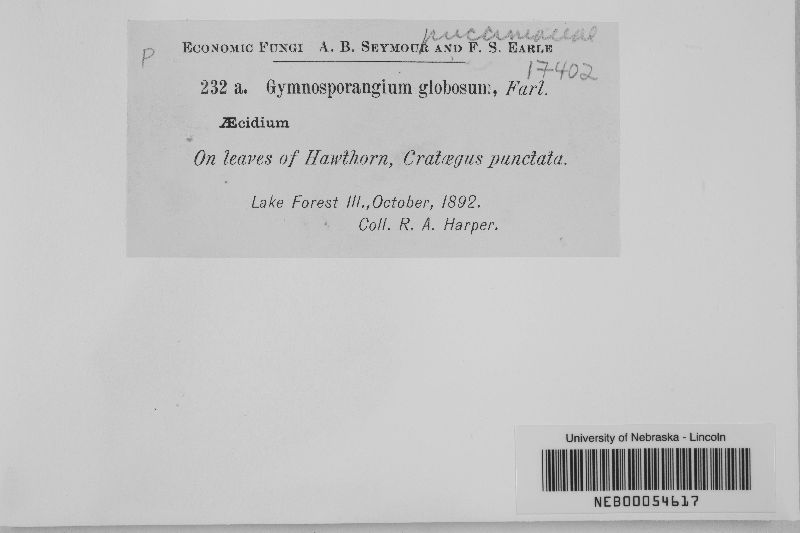 pucciniaceae
P
ECONOMIC FUNGI A. B. SEYMOUR AND F. S. EARLE
17402
232 a. Gymnosporangium globosum, Farl.
Æcidium
On leaves of Hawthorn, Cratægus punctata.
Lake Forest Ill., October, 1892.
Coll. R. A. Harper.
University of Nebraska - Lincoln
NEB00054617